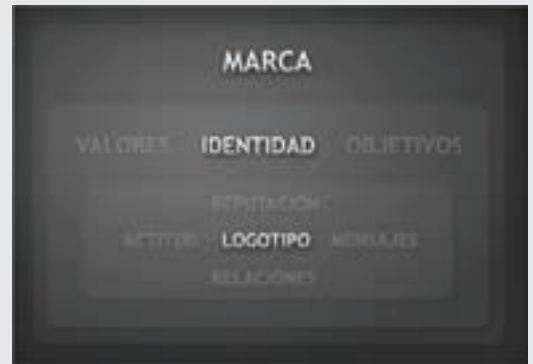 MARCA
VALORES IDENTIDAD OBJETIVOS
REPUTACIÓN
ACTITUD LOGOTIPO MENSAJES
RELACIONES